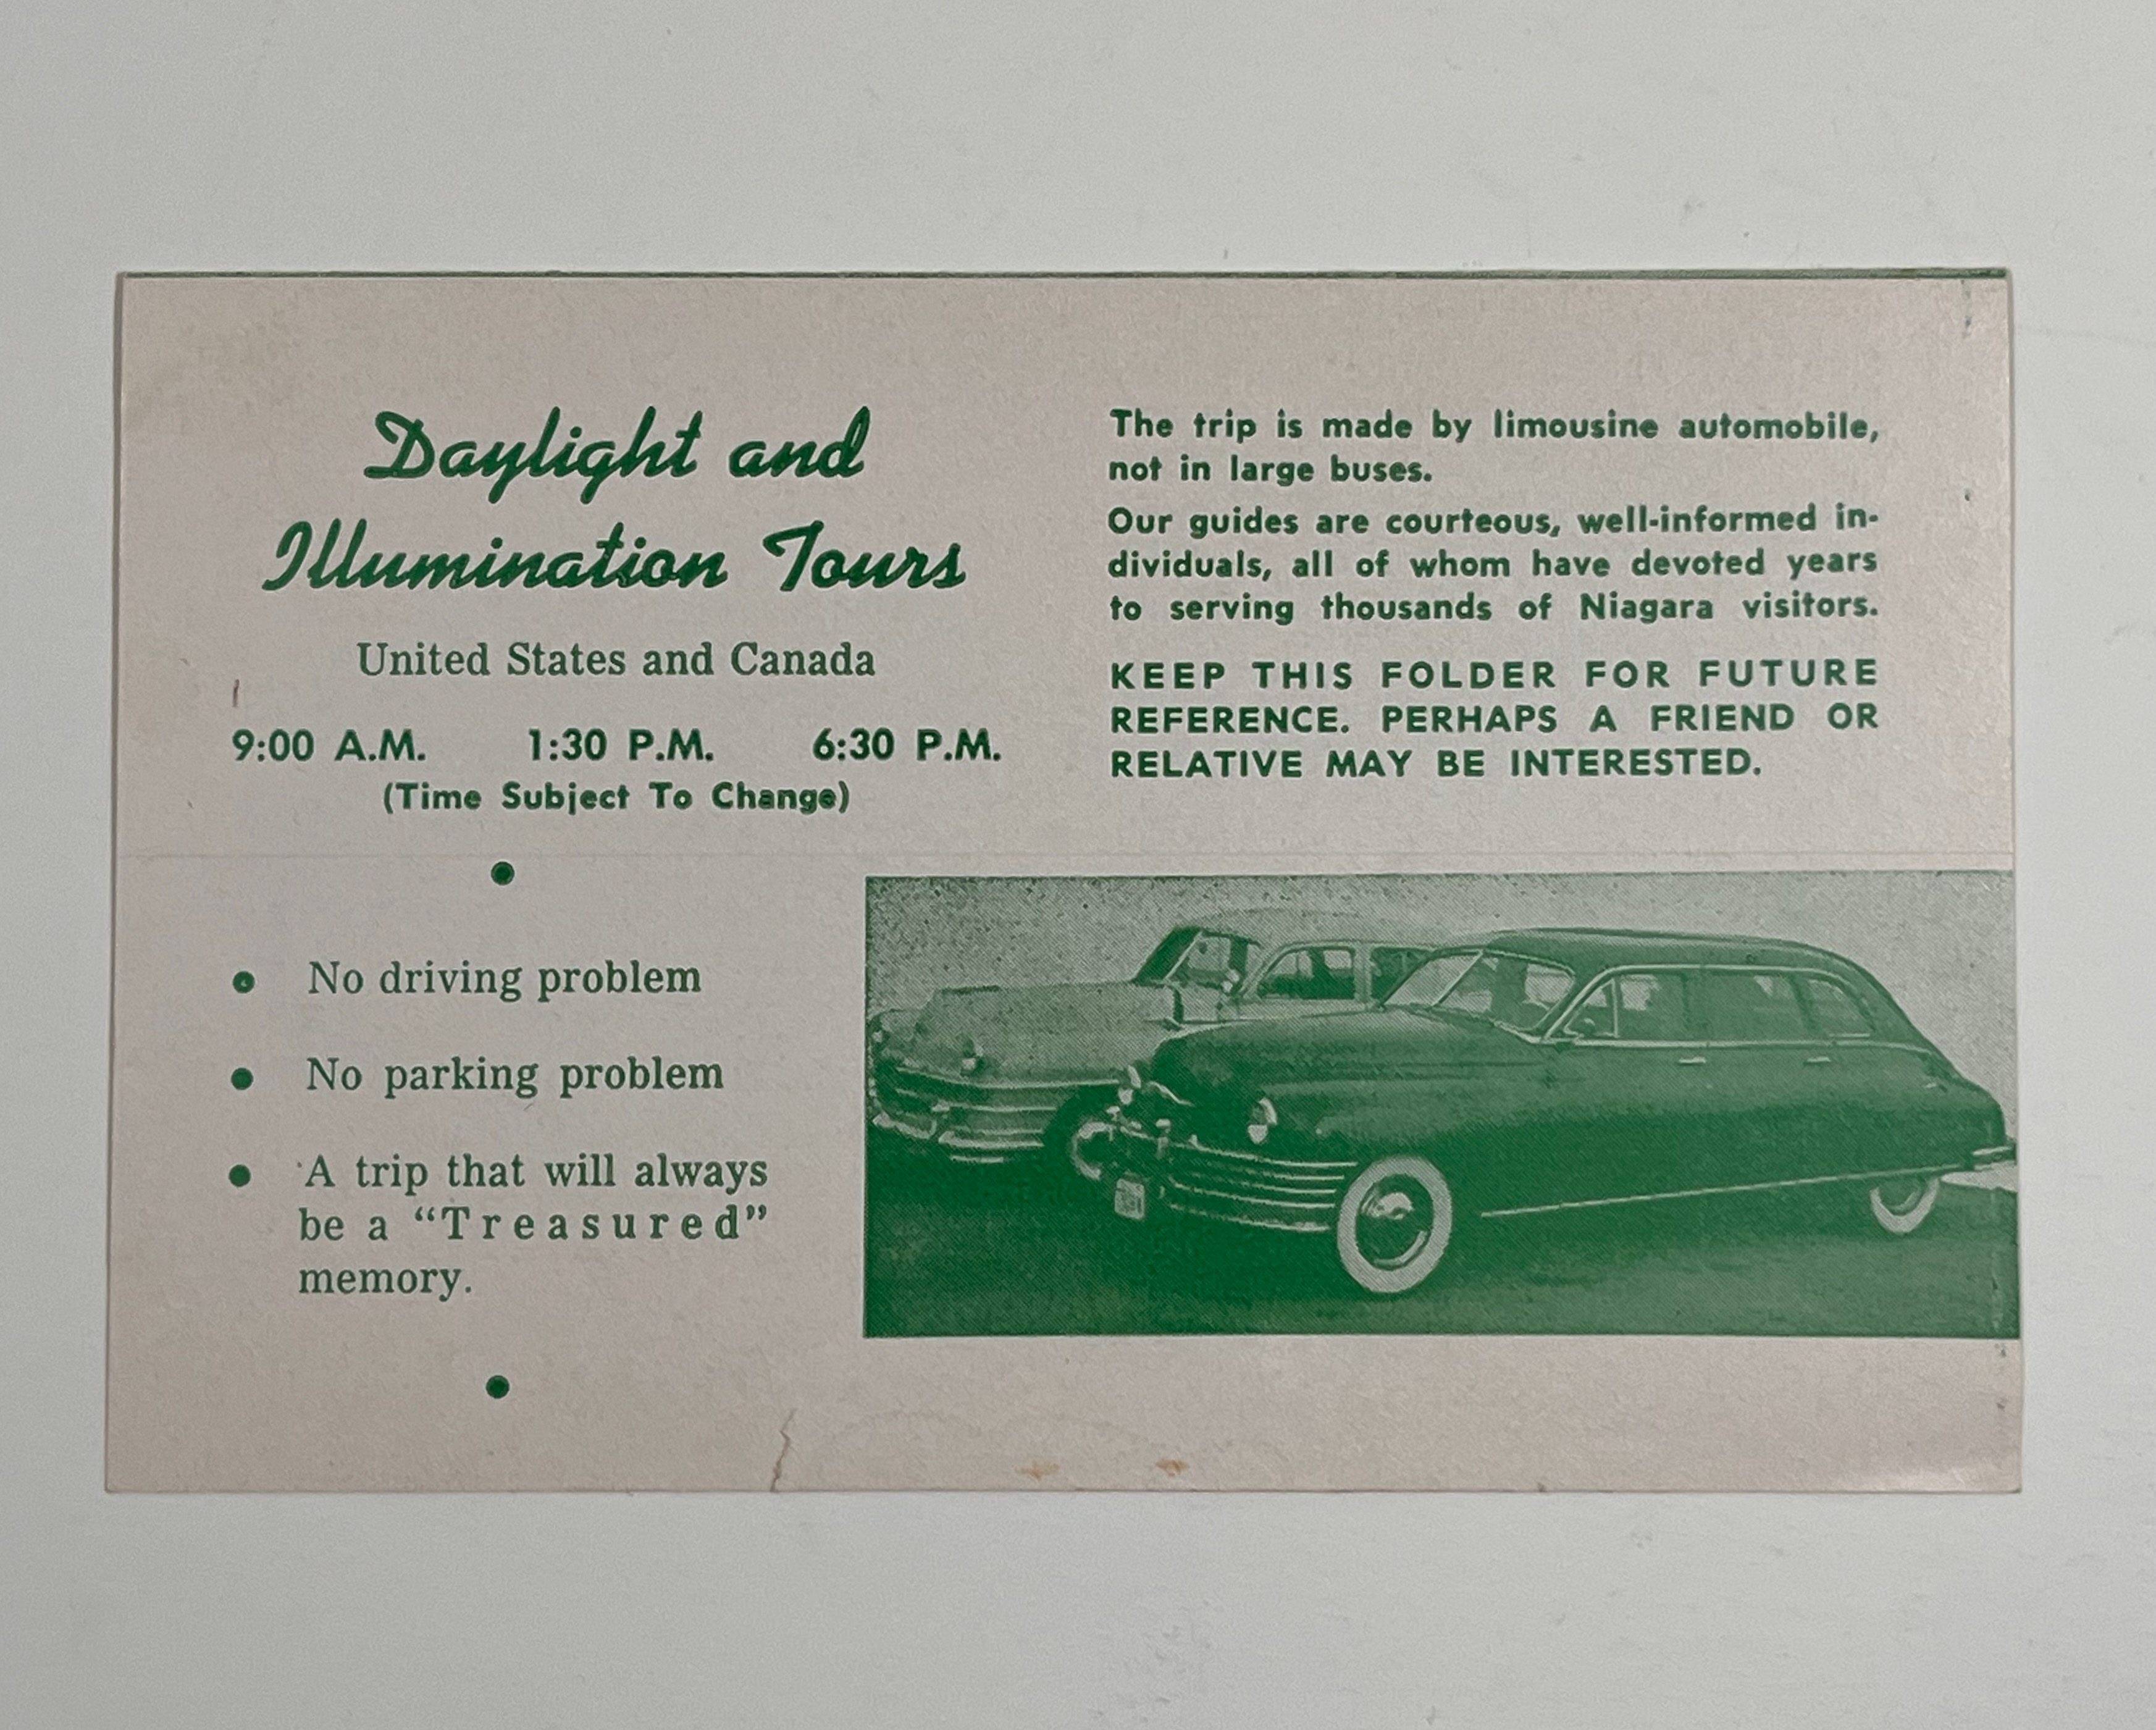 Daylight and
Illumination Tours
United States and Canada
9:00 A.M. 1:30 P.M. 6:30 P.M.
(Time Subject To Change)
• No driving problem
• No parking problem
• A trip that will always
be a “Treasured”
memory.
The trip is made by limousine automobile,
not in large buses.
Our guides are courteous, well-informed in-
dividuals, all of whom have devoted years
to serving thousands of Niagara visitors.
KEEP THIS FOLDER FOR FUTURE
REFERENCE. PERHAPS A FRIEND OR
RELATIVE MAY BE INTERESTED.